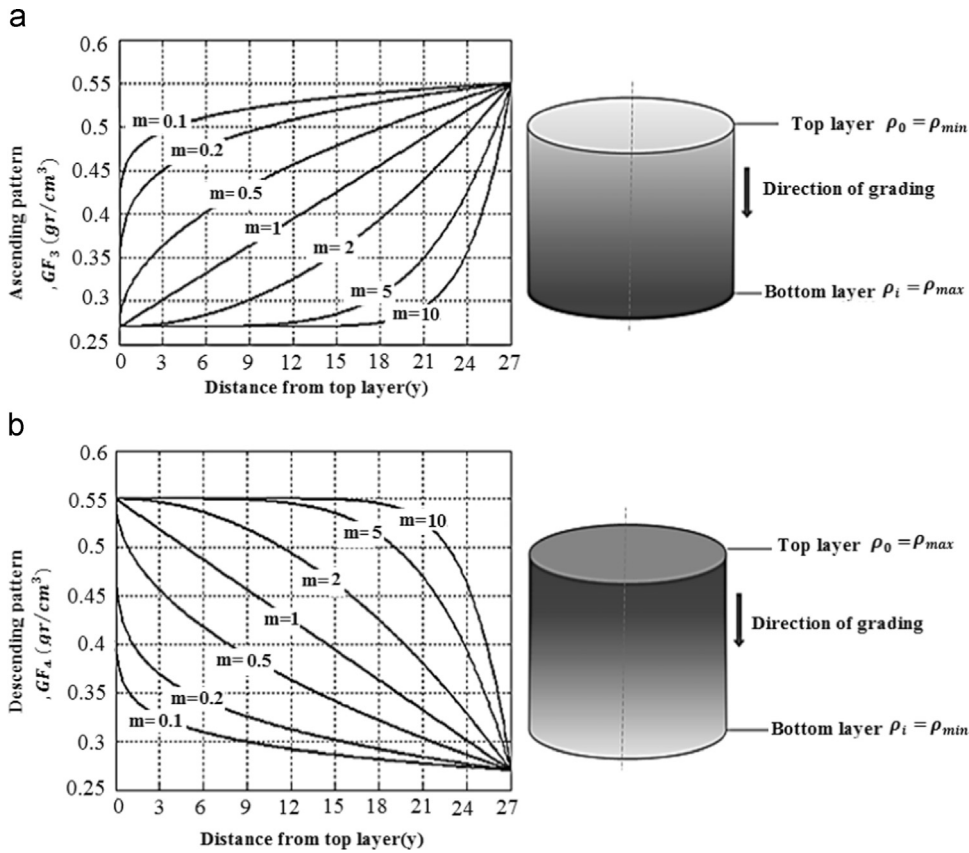 a
0.6
0.55
0.5
0.45
0.4
0.35
0.3
0.25
Ascending pattern
, GF₃ (gr/cm³)
m= 0.1
m= 0.2
m= 0.5
m=1
m= 2
m= 5
m= 10
0 3 6 9 12 15 18 21 24 27
Distance from top layer(y)
Top layer ρ₀ = ρₘᵢₙ
Direction of grading
Bottom layer ρᵢ = ρₘₐₓ
b
0.6
0.55
0.5
0.45
0.4
0.35
0.3
0.25
Descending pattern
, GF₄ (gr/cm³)
m= 10
m= 5
m= 2
m= 1
m= 0.5
m= 0.2
m= 0.1
0 3 6 9 12 15 18 21 24 27
Distance from top layer(y)
Top layer ρ₀ = ρₘₐₓ
Direction of grading
Bottom layer ρᵢ = ρₘᵢₙ